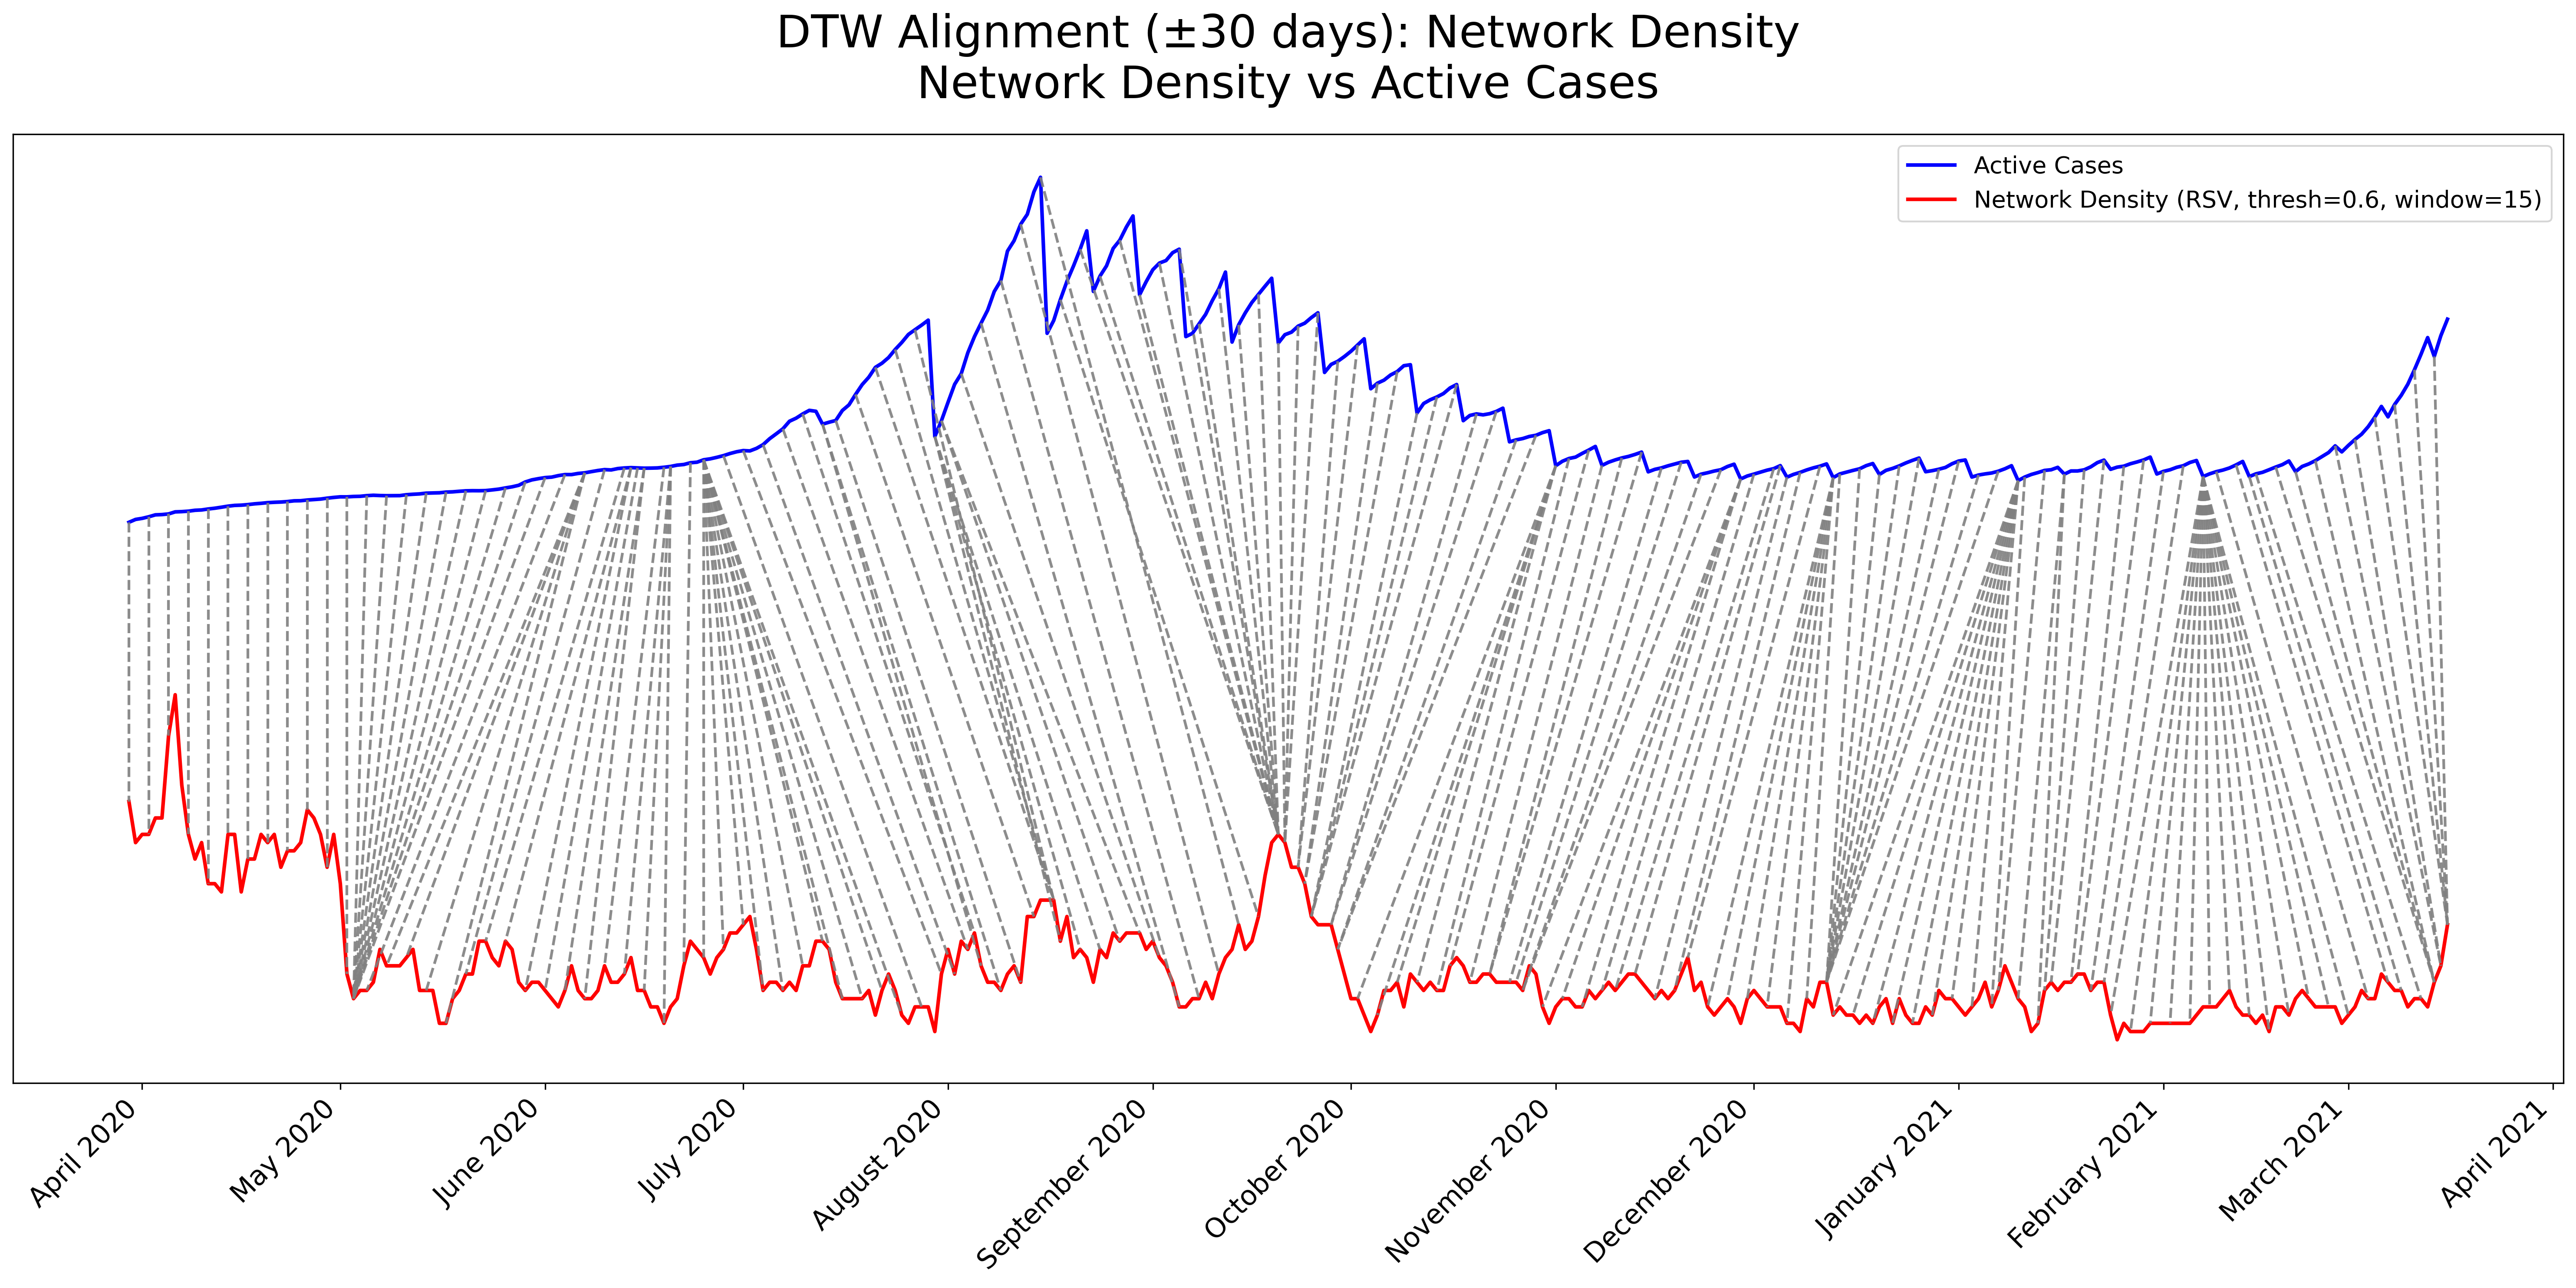 DTW Alignment (±30 days): Network Density
Network Density vs Active Cases
Active Cases
Network Density (RSV, thresh=0.6, window=15)
April 2020
May 2020
June 2020
July 2020
August 2020
September 2020
October 2020
November 2020
December 2020
January 2021
February 2021
March 2021
April 2021